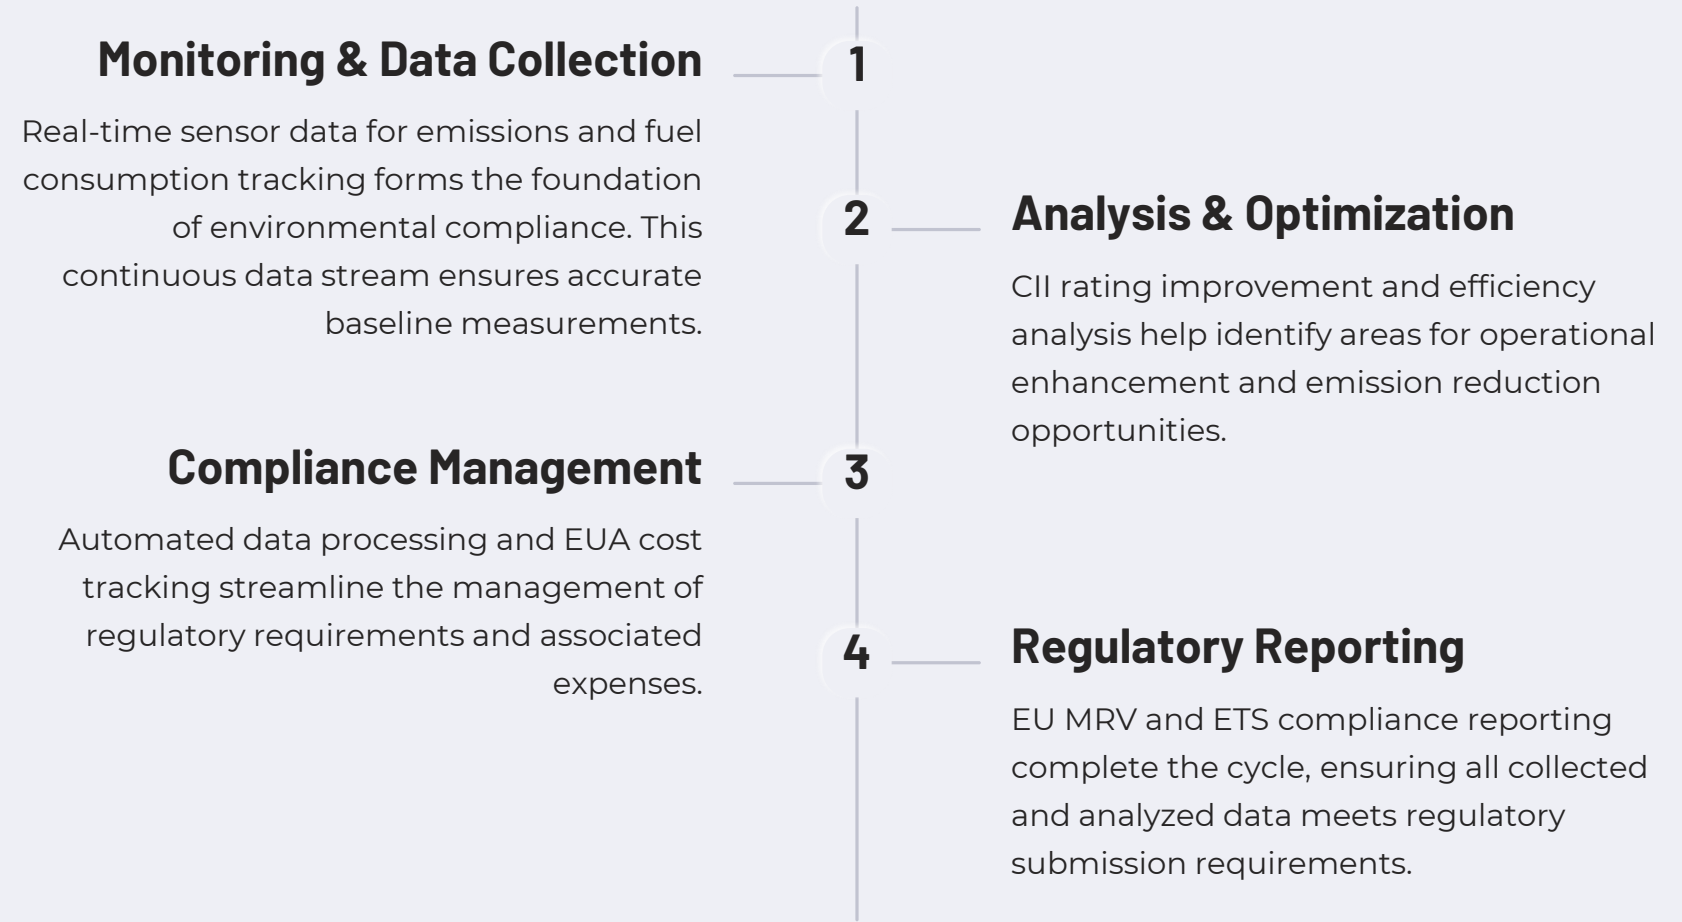 Monitoring & Data Collection
1
Real-time sensor data for emissions and fuel
consumption tracking forms the foundation
of environmental compliance. This
continuous data stream ensures accurate
baseline measurements.
2
Analysis & Optimization
CII rating improvement and efficiency
analysis help identify areas for operational
enhancement and emission reduction
opportunities.
Compliance Management
3
Automated data processing and EUA cost
tracking streamline the management of
regulatory requirements and associated
expenses.
4
Regulatory Reporting
EU MRV and ETS compliance reporting
complete the cycle, ensuring all collected
and analyzed data meets regulatory
submission requirements.